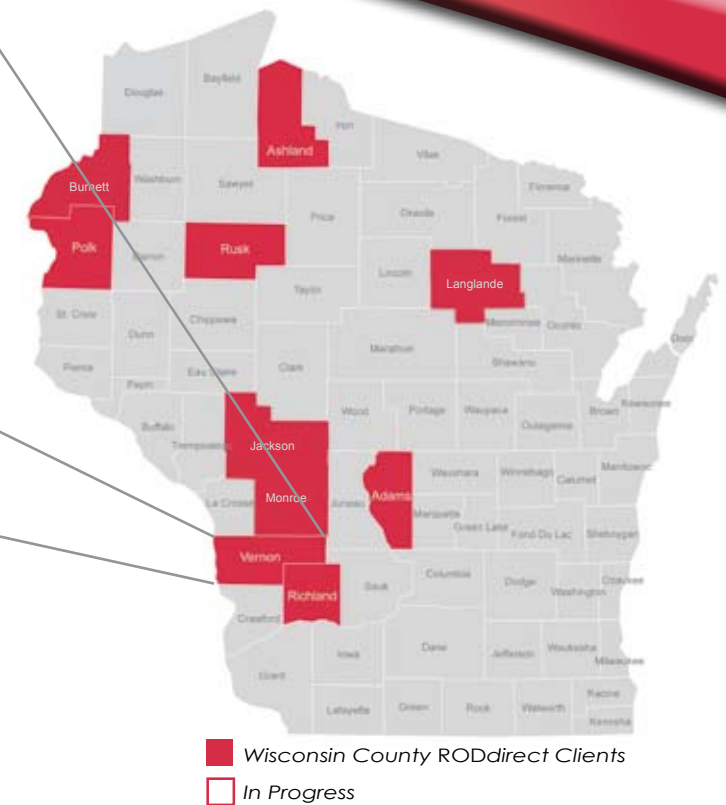 Douglas
Bayfield
Iron
Ashland
Vilas
Burnett
Washburn
Sawyer
Florence
Price
Oneida
Forest
Polk
Barron
Rusk
Marinette
Lincoln
Langlande
Taylor
St. Croix
Chippewa
Menominee
Oconto
Dunn
Door
Marathon
Shawano
Pierce
Eau Claire
Clark
Pepin
Wood
Portage
Waupaca
Brown
Kewaunee
Buffalo
Outagamie
Trempealeau
Jackson
Waushara
Winnebago
Calumet
Manitowoc
Monroe
Adams
La Crosse
Juneau
Marquette
Green Lake
Fond Du Lac
Sheboygan
Vernon
Columbia
Dodge
Ozaukee
Richland
Sauk
Washington
Crawford
Iowa
Dane
Jefferson
Waukesha
Milwaukee
Grant
Lafayette
Green
Rock
Walworth
Racine
Kenosha
Wisconsin County RODdirect Clients
In Progress